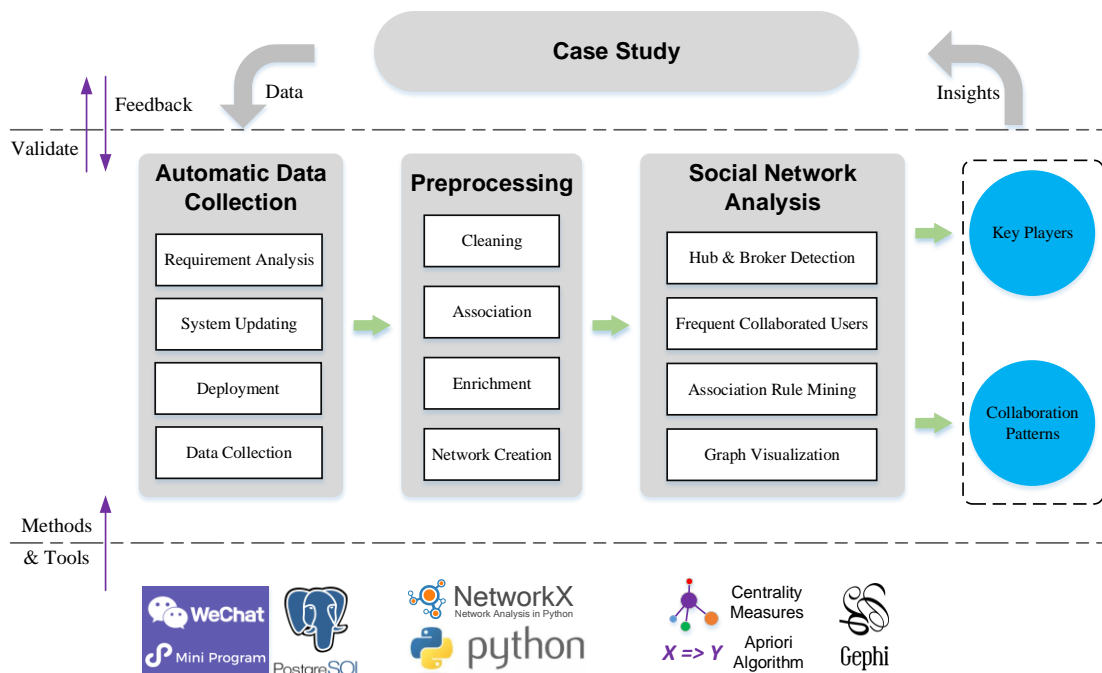 Case Study
Data
Insights
Feedback
Validate
Automatic Data
Collection
Requirement Analysis
System Updating
Deployment
Data Collection
Preprocessing
Cleaning
Association
Enrichment
Network Creation
Social Network
Analysis
Hub & Broker Detection
Frequent Collaborated Users
Association Rule Mining
Graph Visualization
Key Players
Collaboration
Patterns
Methods
& Tools
WeChat
Mini Program
PostgreSQL
NetworkX
Network Analysis in Python
python
Centrality
Measures
X => Y
Apriori
Algorithm
Gephi